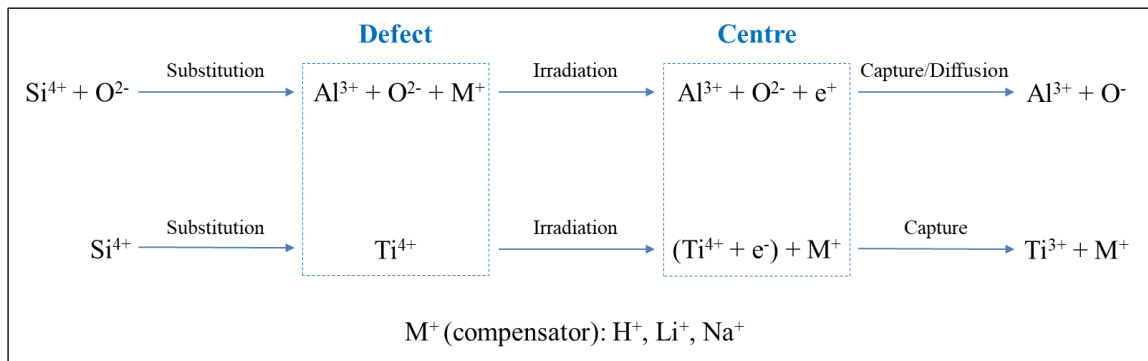 Defect Centre
Substitution Irradiation Capture/Diffusion
Si⁴⁺ + O²⁻ Al³⁺ + O²⁻ + M⁺ Al³⁺ + O²⁻ + e⁺ Al³⁺ + O⁻
Substitution Irradiation Capture
Si⁴⁺ Ti⁴⁺ (Ti⁴⁺ + e⁻) + M⁺ Ti³⁺ + M⁺
M⁺ (compensator): H⁺, Li⁺, Na⁺